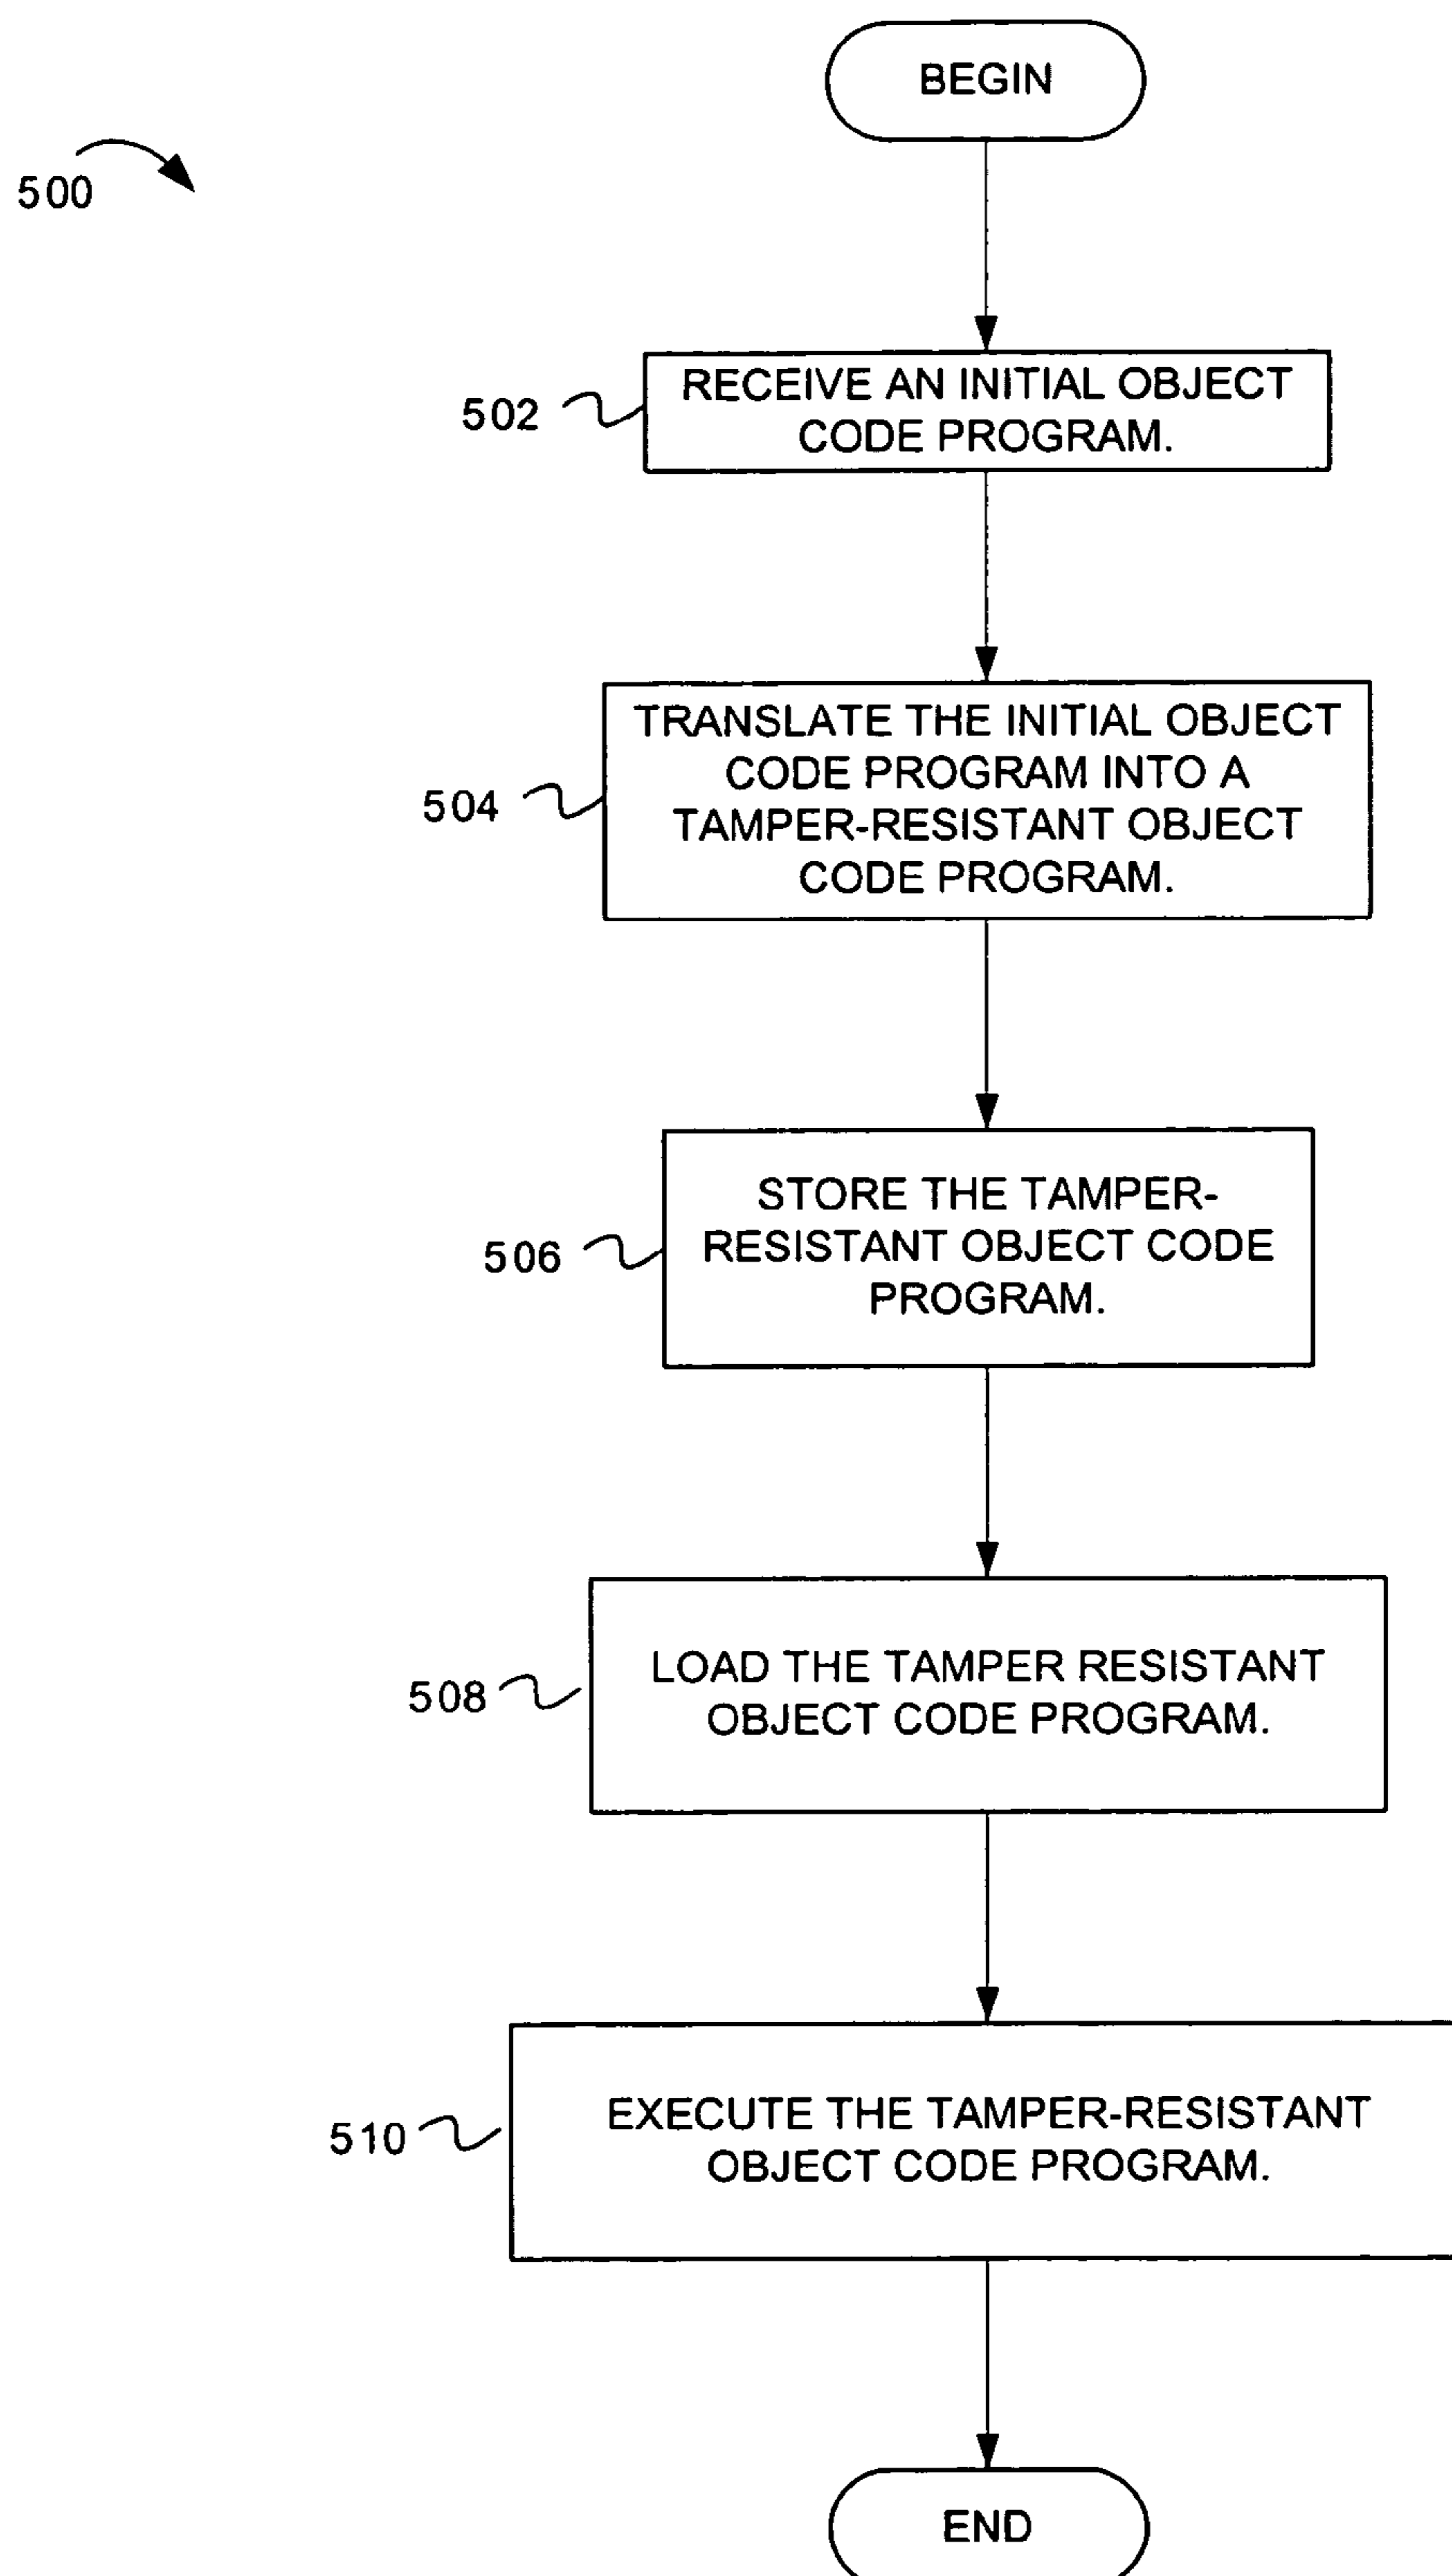 BEGIN
500
502
RECEIVE AN INITIAL OBJECT
CODE PROGRAM.
504
TRANSLATE THE INITIAL OBJECT
CODE PROGRAM INTO A
TAMPER-RESISTANT OBJECT
CODE PROGRAM.
506
STORE THE TAMPER-
RESISTANT OBJECT CODE
PROGRAM.
508
LOAD THE TAMPER RESISTANT
OBJECT CODE PROGRAM.
510
EXECUTE THE TAMPER-RESISTANT
OBJECT CODE PROGRAM.
END